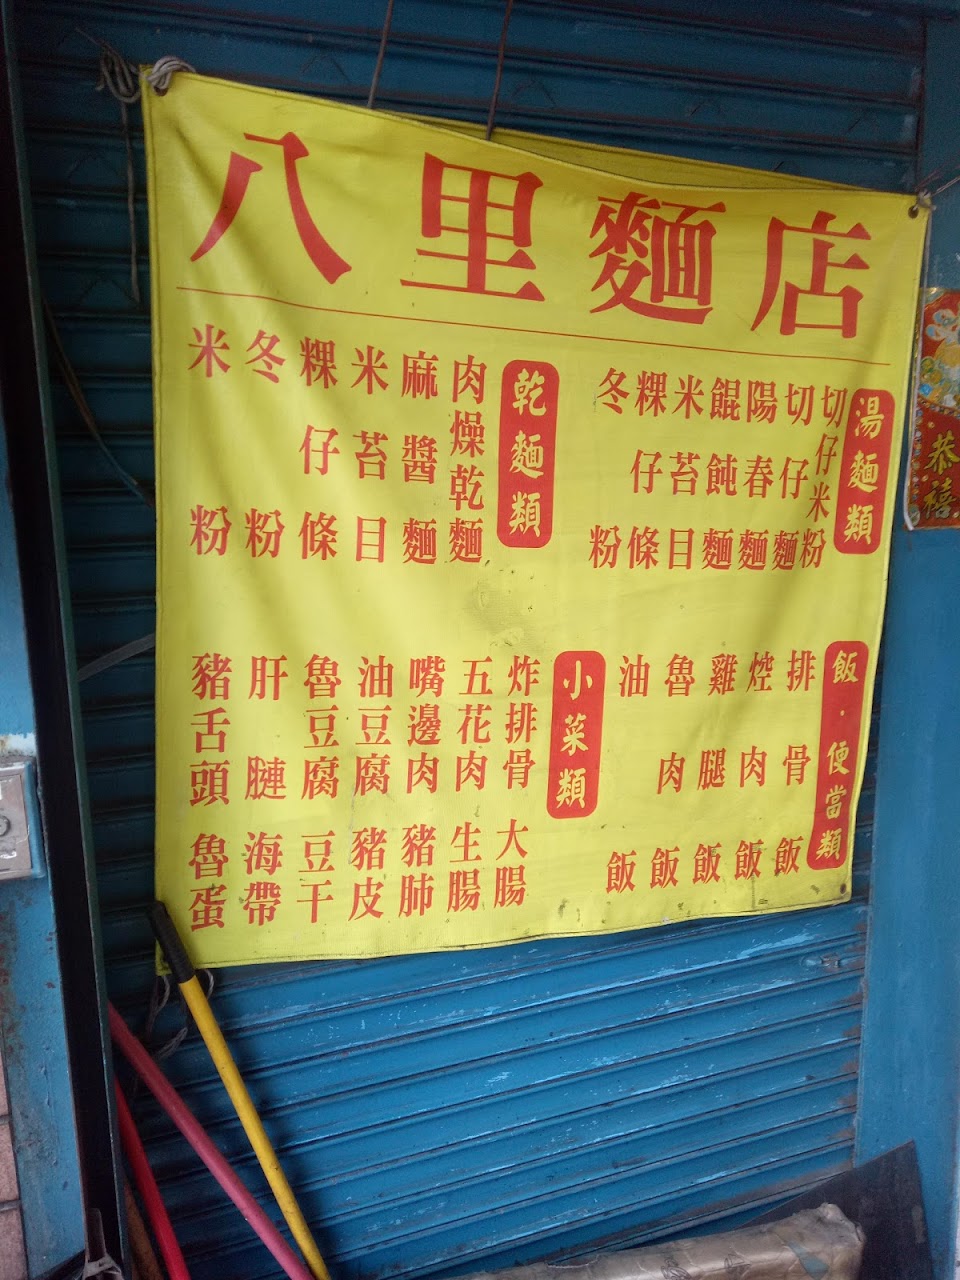 八里麵店
湯麵類
切仔米粉
切仔麵
陽春麵
餛飩麵
米苔目
粿仔條
冬粉
乾麵類
肉燥乾麵
麻醬麵
米苔目
粿仔條
冬粉
米粉
飯·便當類
排骨飯
焢肉飯
雞腿飯
魯肉飯
油飯
小菜類
炸排骨
五花肉
嘴邊肉
油豆腐
魯豆腐
肝𦟪
豬舌頭
大腸
生腸
豬肺
豬皮
豆干
海帶
魯蛋
恭禧